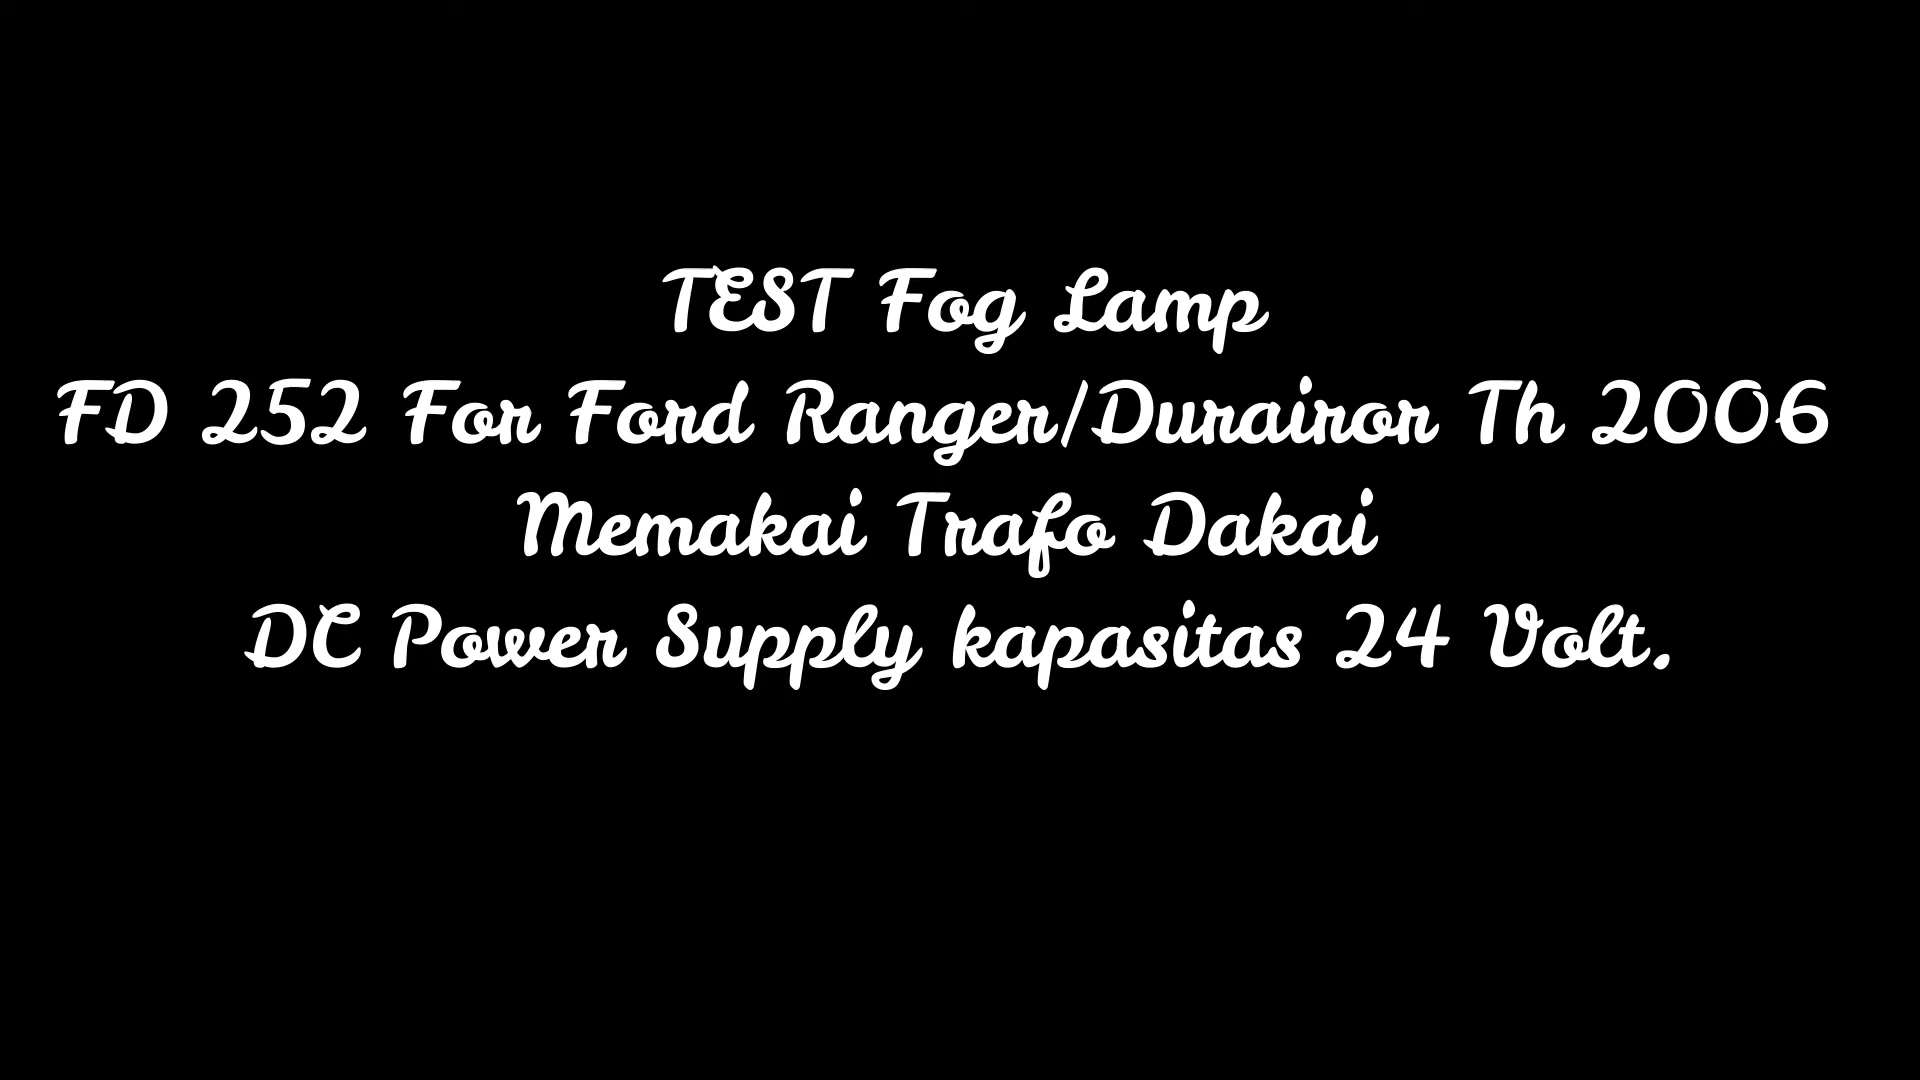 TEST Fog Lamp
FD 252 For Ford Ranger/Durairor Th 2006
Memakai Trafo Dakai
DC Power Supply kapasitas 24 Volt.